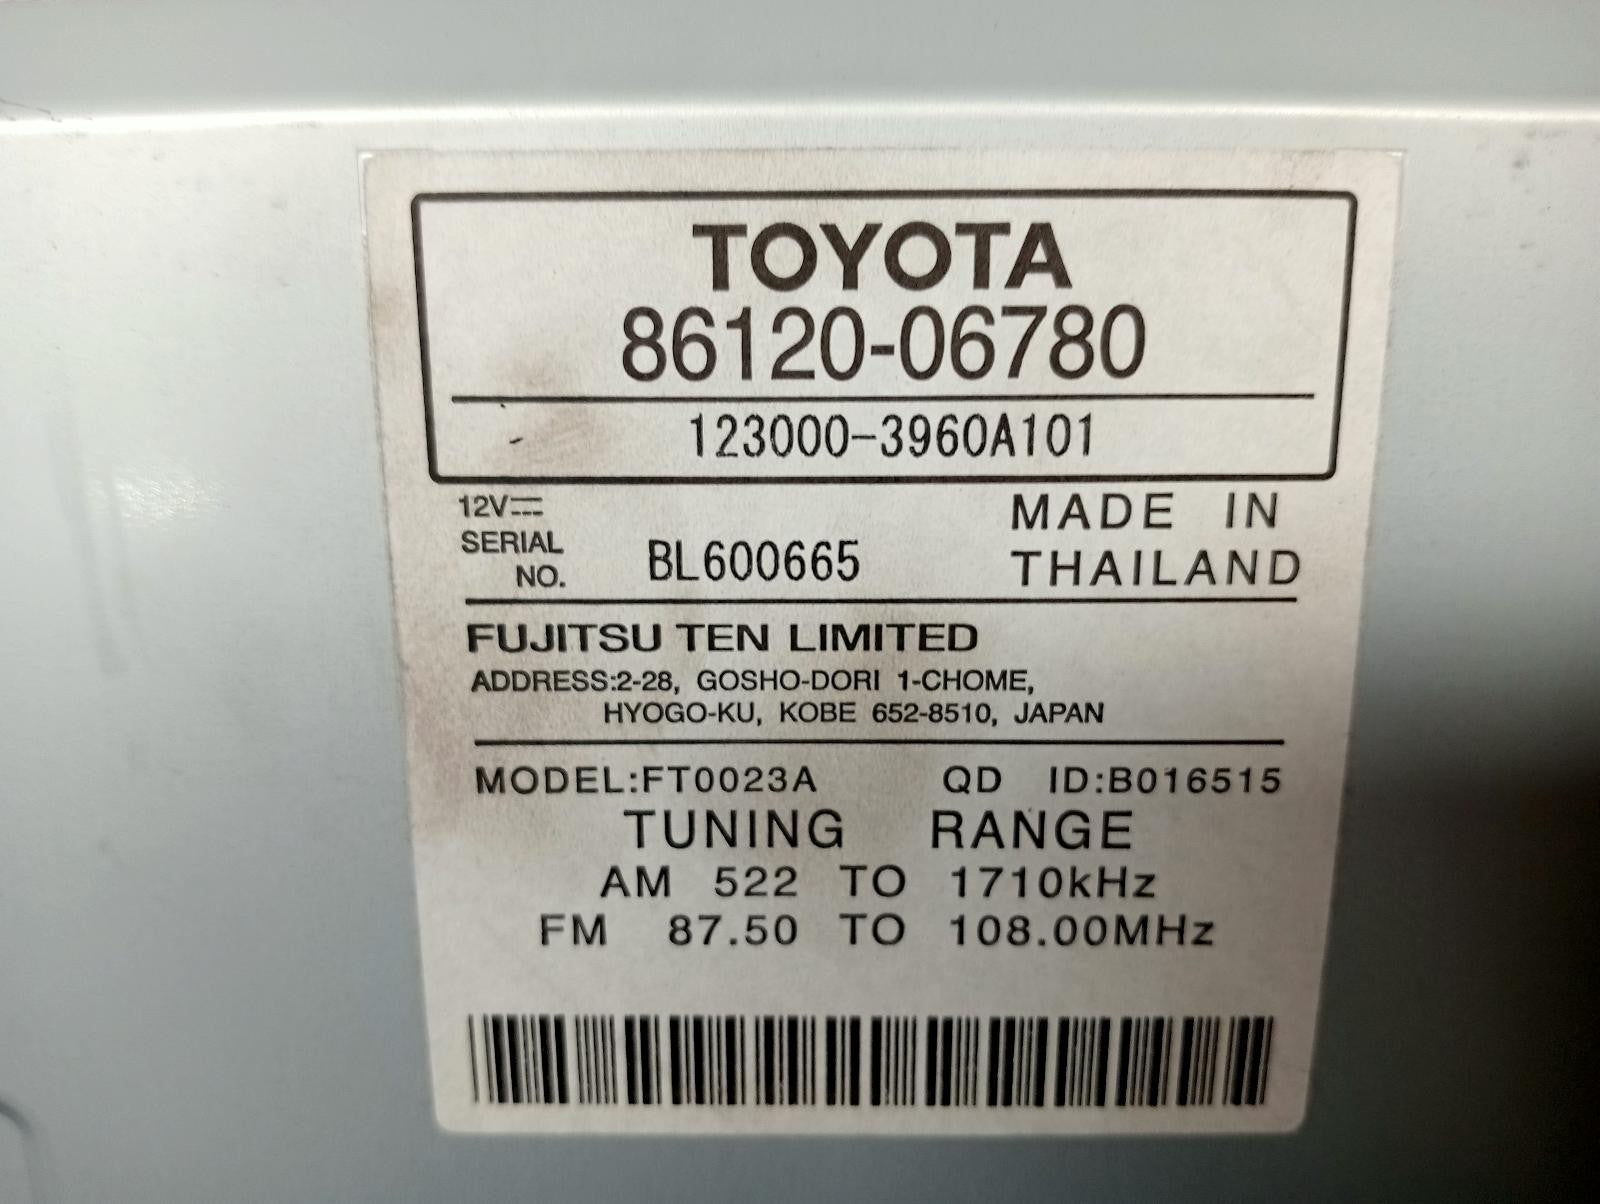 TOYOTA
86120-06780
123000-3960A101
12V
SERIAL NO. BL600665
MADE IN
THAILAND
FUJITSU TEN LIMITED
ADDRESS:2-28, GOSHO-DORI 1-CHOME,
HYOGO-KU, KOBE 652-8510, JAPAN
MODEL:FT0023A QD ID:B016515
TUNING RANGE
AM 522 TO 1710kHz
FM 87.50 TO 108.00MHz